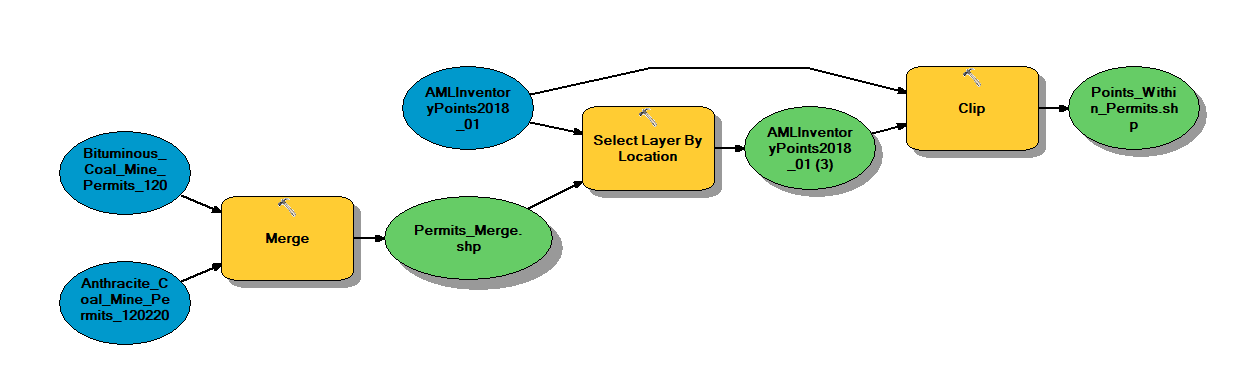 Bituminous_
Coal_Mine_
Permits_120
Anthracite_C
oal_Mine_Pe
rmits_120220
Merge
Permits_Merge.
shp
AMLInventor
yPoints2018
_01
Select Layer By
Location
AMLInventor
yPoints2018
_01 (3)
Clip
Points_Withi
n_Permits.sh
p